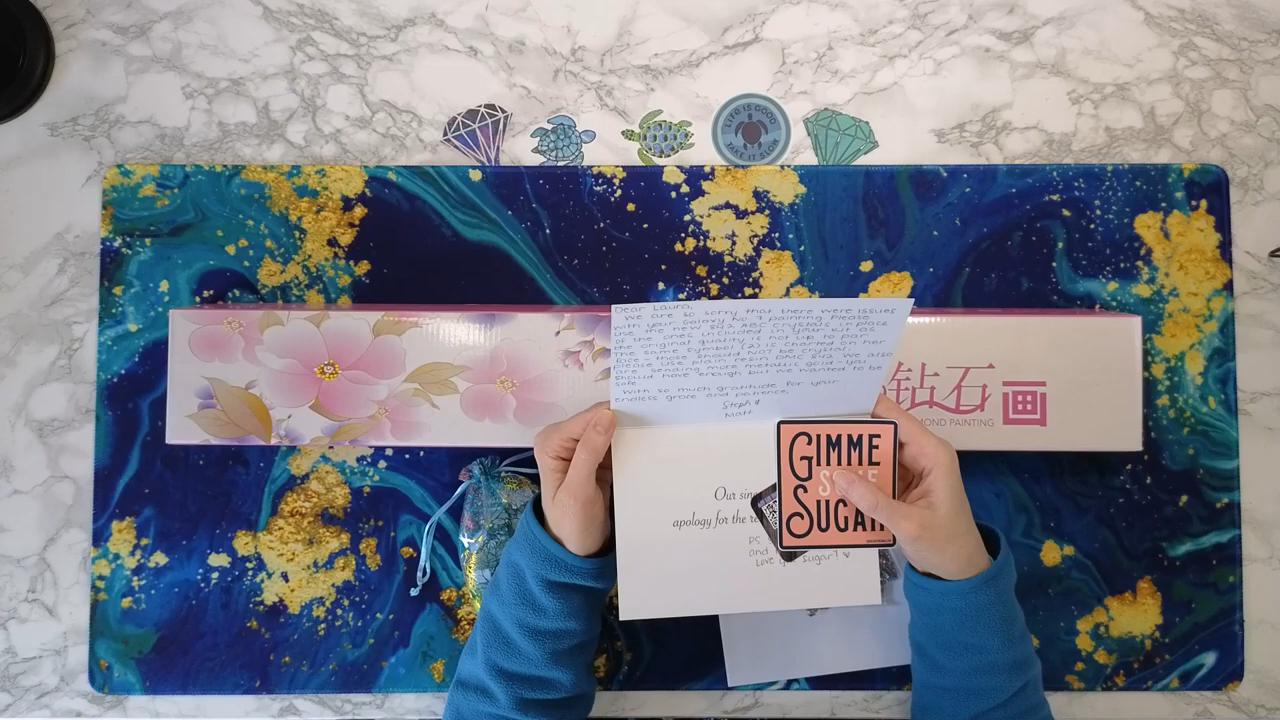 LIFE IS GOOD
TAKE IT SLOW
Dear Laura,
We are so sorry that there were issues
with your Salowy No. 7 painting. Please
use the new 842 ABC crystals in place
of the ones included in your kit as
the original quality is not up to par.
The same symbol (2) is charted on her
face - those should NOT be crystals
please use plain resin DMC 842. We also
are sending more metallic gold - you
should have enough but we wanted to be
safe.
With so much gratitude for your
endless grace and patience,
Steph &
Matt
钻石画
MOND PAINTING
Our
apology for the
PS.
and
Love sugar!
GIMME
SOME
SUGAR